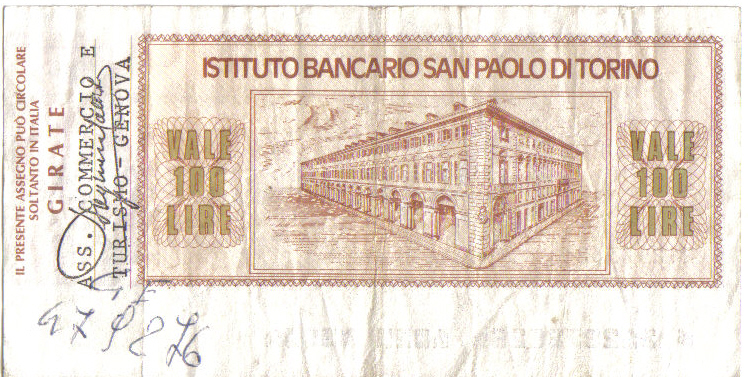 IL PRESENTE ASSEGNO PUÒ CIRCOLARE
SOLTANTO IN ITALIA
GIRATE
ASS. COMMERCIO E
TURISMO - GENOVA
ISTITUTO BANCARIO SAN PAOLO DI TORINO
VALE
100
LIRE
VALE
100
LIRE